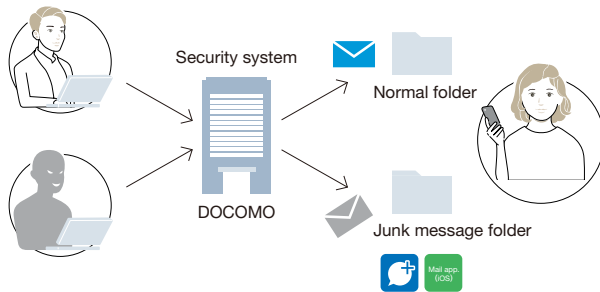 Security system
DOCOMO
Normal folder
Junk message folder
Mail app.
(iOS)